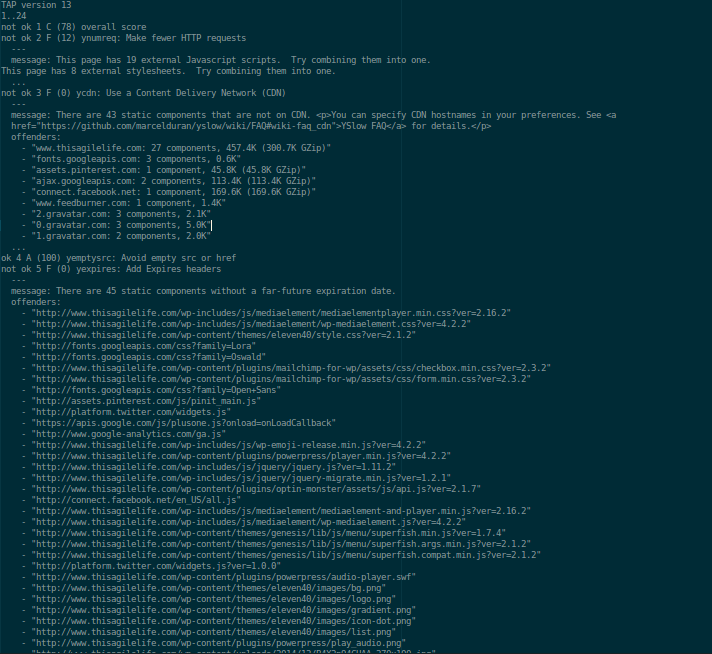 TAP version 13
1..24
not ok 1 C (78) overall score
not ok 2 F (12) ynumreq: Make fewer HTTP requests
---
message: This page has 19 external Javascript scripts.  Try combining them into one.
This page has 8 external stylesheets.  Try combining them into one.
...
not ok 3 F (0) ycdn: Use a Content Delivery Network (CDN)
---
message: There are 43 static components that are not on CDN. <p>You can specify CDN hostnames in your preferences. See <a
href="https://github.com/marcelduran/yslow/wiki/FAQ#wiki-faq_cdn">YSlow FAQ</a> for details.</p>
offenders:
- "www.thisagilelife.com: 27 components, 457.4K (300.7K GZip)"
- "fonts.googleapis.com: 3 components, 0.6K"
- "assets.pinterest.com: 1 component, 45.8K (45.8K GZip)"
- "ajax.googleapis.com: 2 components, 113.4K (113.4K GZip)"
- "connect.facebook.net: 1 component, 169.6K (169.6K GZip)"
- "www.feedburner.com: 1 component, 1.4K"
- "2.gravatar.com: 3 components, 2.1K"
- "0.gravatar.com: 3 components, 5.0K"
- "1.gravatar.com: 2 components, 2.0K"
...
ok 4 A (100) yemptysrc: Avoid empty src or href
not ok 5 F (0) yexpires: Add Expires headers
---
message: There are 45 static components without a far-future expiration date.
offenders:
- "http://www.thisagilelife.com/wp-includes/js/mediaelement/mediaelementplayer.min.css?ver=2.16.2"
- "http://www.thisagilelife.com/wp-includes/js/mediaelement/wp-mediaelement.css?ver=4.2.2"
- "http://www.thisagilelife.com/wp-content/themes/eleven40/style.css?ver=2.1.2"
- "http://fonts.googleapis.com/css?family=Lora"
- "http://fonts.googleapis.com/css?family=Oswald"
- "http://www.thisagilelife.com/wp-content/plugins/mailchimp-for-wp/assets/css/checkbox.min.css?ver=2.3.2"
- "http://www.thisagilelife.com/wp-content/plugins/mailchimp-for-wp/assets/css/form.min.css?ver=2.3.2"
- "http://fonts.googleapis.com/css?family=Open+Sans"
- "http://assets.pinterest.com/js/pinit_main.js"
- "http://platform.twitter.com/widgets.js"
- "https://apis.google.com/js/plusone.js?onload=onLoadCallback"
- "http://www.google-analytics.com/ga.js"
- "http://www.thisagilelife.com/wp-includes/js/wp-emoji-release.min.js?ver=4.2.2"
- "http://www.thisagilelife.com/wp-content/plugins/powerpress/player.min.js?ver=4.2.2"
- "http://www.thisagilelife.com/wp-includes/js/jquery/jquery.js?ver=1.11.2"
- "http://www.thisagilelife.com/wp-includes/js/jquery/jquery-migrate.min.js?ver=1.2.1"
- "http://www.thisagilelife.com/wp-content/plugins/optin-monster/assets/js/api.js?ver=2.1.7"
- "http://connect.facebook.net/en_US/all.js"
- "http://www.thisagilelife.com/wp-includes/js/mediaelement/mediaelement-and-player.min.js?ver=2.16.2"
- "http://www.thisagilelife.com/wp-includes/js/mediaelement/wp-mediaelement.js?ver=4.2.2"
- "http://www.thisagilelife.com/wp-content/themes/genesis/lib/js/menu/superfish.min.js?ver=1.7.4"
- "http://www.thisagilelife.com/wp-content/themes/genesis/lib/js/menu/superfish.args.min.js?ver=2.1.2"
- "http://www.thisagilelife.com/wp-content/themes/genesis/lib/js/menu/superfish.compat.min.js?ver=2.1.2"
- "http://platform.twitter.com/widgets.js?ver=1.0.0"
- "http://www.thisagilelife.com/wp-content/plugins/powerpress/audio-player.swf"
- "http://www.thisagilelife.com/wp-content/themes/eleven40/images/bg.png"
- "http://www.thisagilelife.com/wp-content/themes/eleven40/images/logo.png"
- "http://www.thisagilelife.com/wp-content/themes/eleven40/images/gradient.png"
- "http://www.thisagilelife.com/wp-content/themes/eleven40/images/icon-dot.png"
- "http://www.thisagilelife.com/wp-content/themes/eleven40/images/list.png"
- "http://www.thisagilelife.com/wp-content/plugins/powerpress/play_audio.png"